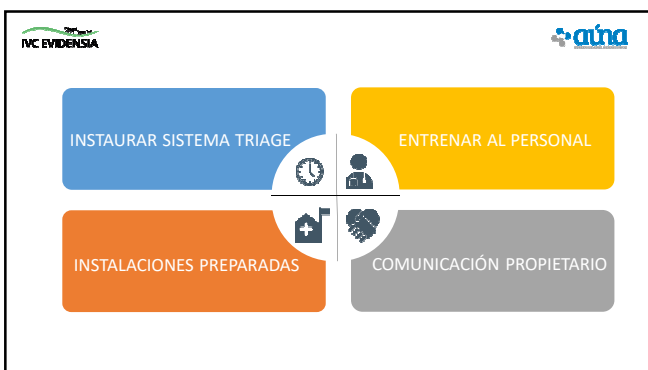 IVC EVIDENSIA
aúna
INSTAURAR SISTEMA TRIAGE
ENTRENAR AL PERSONAL
INSTALACIONES PREPARADAS
COMUNICACIÓN PROPIETARIO